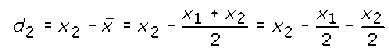 d₂ = x₂ − x̄ = x₂ − (x₁ + x₂)/2 = x₂ − x₁/2 − x₂/2